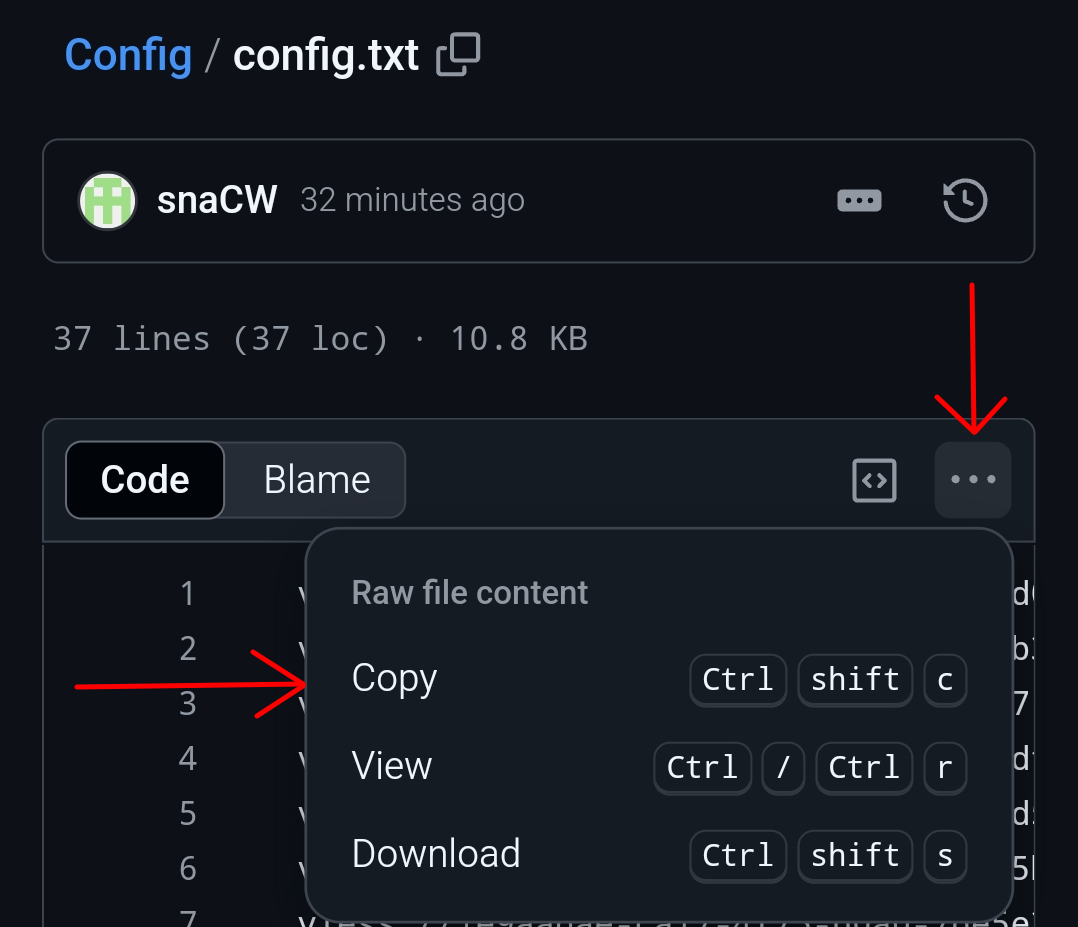 Config / config.txt
snaCW 32 minutes ago
37 lines (37 loc) · 10.8 KB
Code Blame
Raw file content
1
2
Copy Ctrl shift c
3
4
View Ctrl / Ctrl r
5
Download Ctrl shift s
6
7